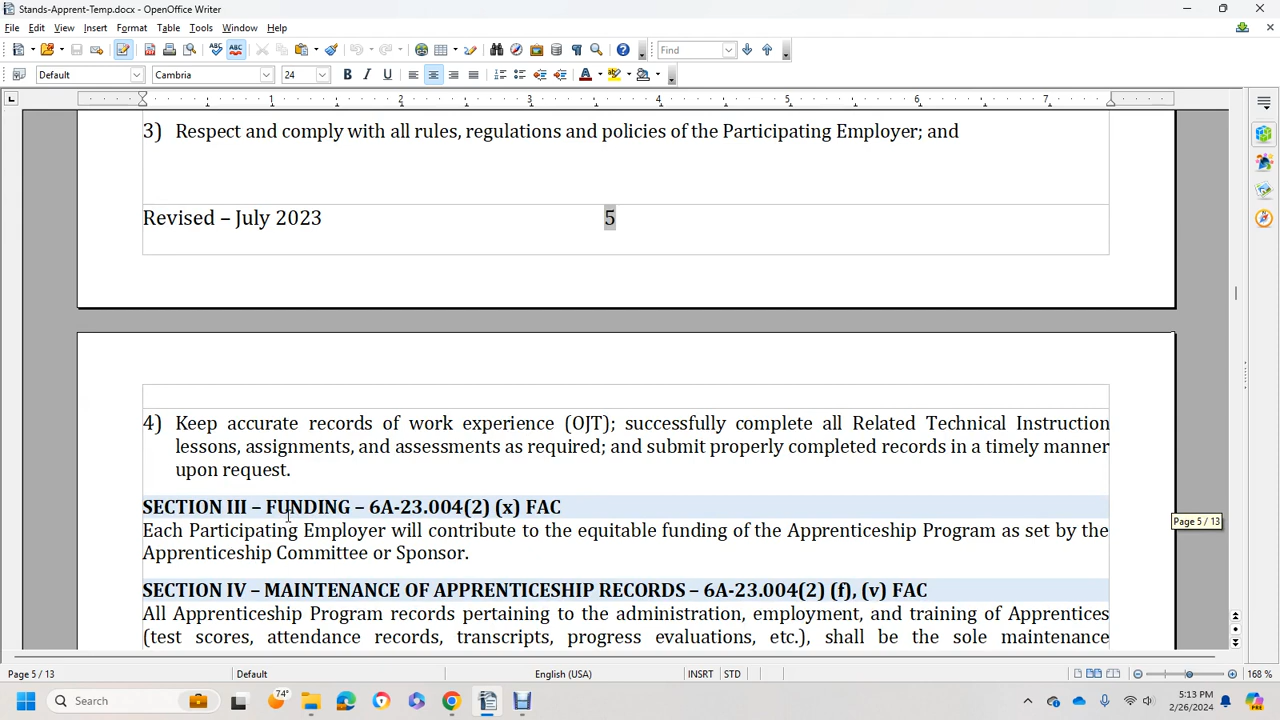 Stands-Apprent-Temp.docx - OpenOffice Writer
File Edit View Insert Format Table Tools Window Help
Find
Default Cambria 24
1 2 3 4 5 6 7
3) Respect and comply with all rules, regulations and policies of the Participating Employer; and
Revised – July 2023 5
4) Keep accurate records of work experience (OJT); successfully complete all Related Technical Instruction
lessons, assignments, and assessments as required; and submit properly completed records in a timely manner
upon request.
SECTION III – FUNDING – 6A-23.004(2) (x) FAC
Page 5 / 13
Each Participating Employer will contribute to the equitable funding of the Apprenticeship Program as set by the
Apprenticeship Committee or Sponsor.
SECTION IV – MAINTENANCE OF APPRENTICESHIP RECORDS – 6A-23.004(2) (f), (v) FAC
All Apprenticeship Program records pertaining to the administration, employment, and training of Apprentices
(test scores, attendance records, transcripts, progress evaluations, etc.), shall be the sole maintenance
Page 5 / 13 Default English (USA) INSRT STD 168 %
Search 74° 5:13 PM
2/26/2024